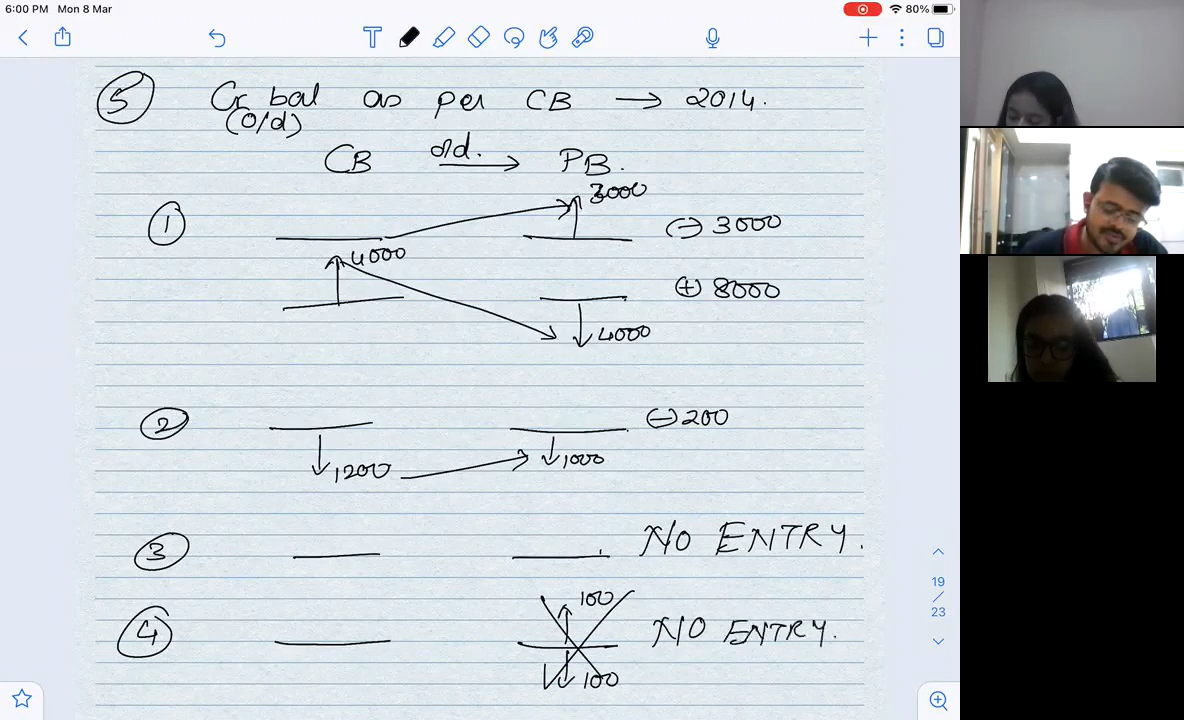 6:00 PM Mon 8 Mar
80%
T
5 Cr bal as per CB → 2014.
(O/d)
CB o/d. → PB.
3000
1 (-) 3000
4000
(+) 8000
4000
2 (-) 200
1200 1000
3 NO ENTRY.
100
4 NO ENTRY.
100
19
/
23